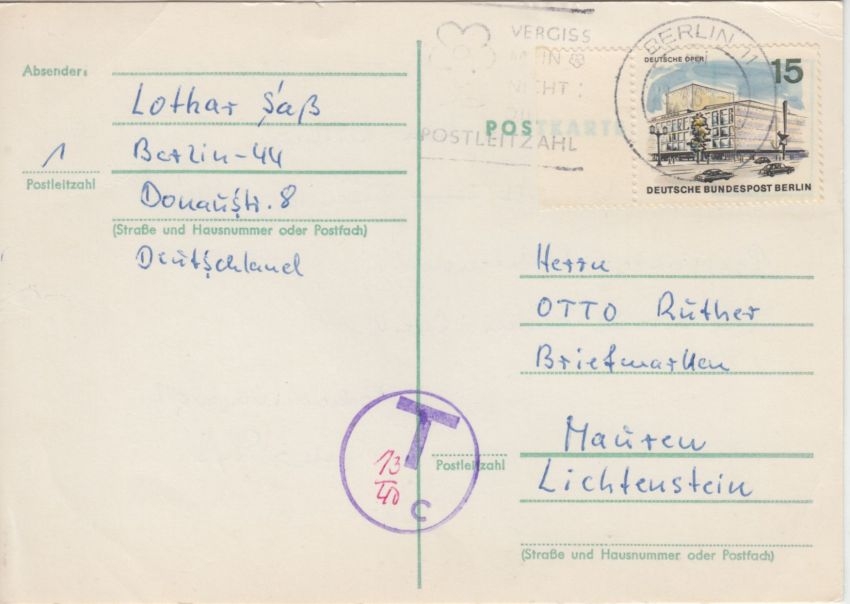 Absender:
Lothar Saß
1
Berlin-44
Postleitzahl
Donaustr. 8
(Straße und Hausnummer oder Postfach)
Deutschland
VERGISS
MEIN
NICHT
POSTLEITZAHL
POSTKARTE
BERLIN 11
DEUTSCHE OPER
15
DEUTSCHE BUNDESPOST BERLIN
Herrn
OTTO Ruther
Briefmarken
Mauren
Postleitzahl
Lichtenstein
(Straße und Hausnummer oder Postfach)
T
13
40
C